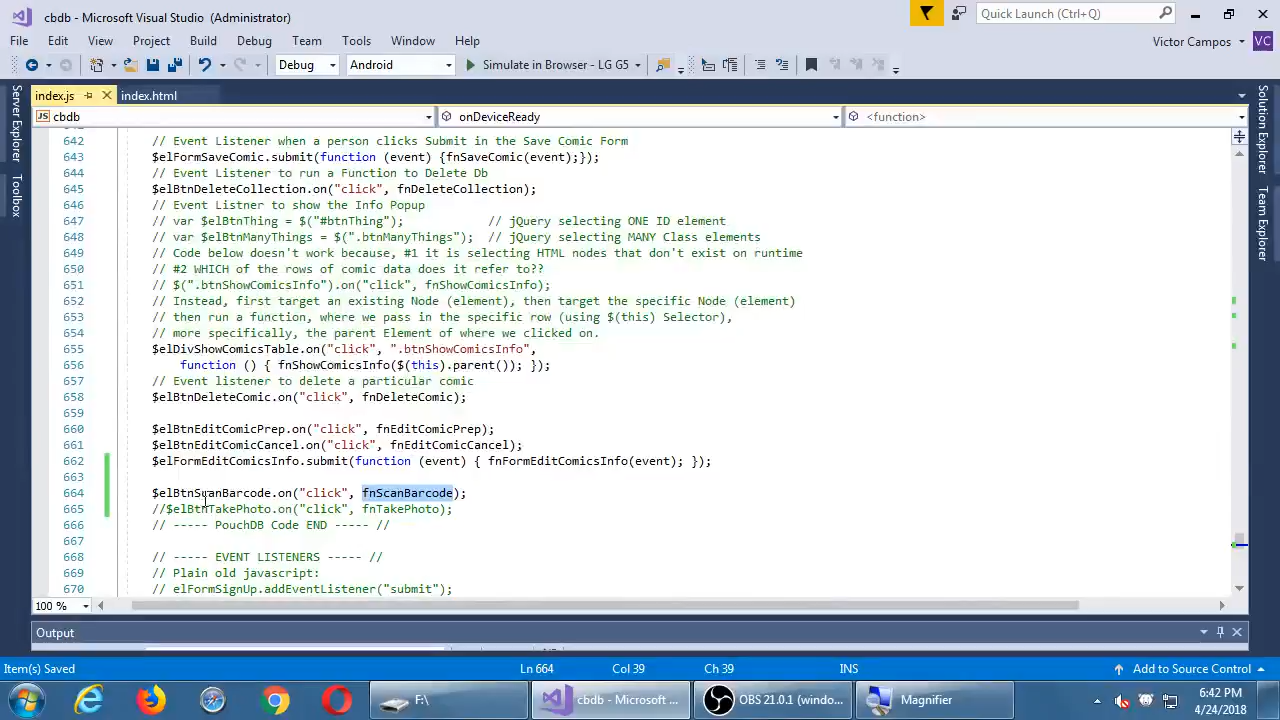 cbdb - Microsoft Visual Studio (Administrator)
Quick Launch (Ctrl+Q)
File Edit View Project Build Debug Team Tools Window Help
Victor Campos VC
Debug Android Simulate in Browser - LG G5
index.js index.html
cbdb onDeviceReady <function>
Server Explorer
Toolbox
Solution Explorer
Team Explorer
642 // Event Listener when a person clicks Submit in the Save Comic Form
643 $elFormSaveComic.submit(function (event) {fnSaveComic(event);});
644 // Event Listener to run a Function to Delete Db
645 $elBtnDeleteCollection.on("click", fnDeleteCollection);
646 // Event Listner to show the Info Popup
647 // var $elBtnThing = $("#btnThing"); // jQuery selecting ONE ID element
648 // var $elBtnManyThings = $(".btnManyThings"); // jQuery selecting MANY Class elements
649 // Code below doesn't work because, #1 it is selecting HTML nodes that don't exist on runtime
650 // #2 WHICH of the rows of comic data does it refer to??
651 // $(".btnShowComicsInfo").on("click", fnShowComicsInfo);
652 // Instead, first target an existing Node (element), then target the specific Node (element)
653 // then run a function, where we pass in the specific row (using $(this) Selector),
654 // more specifically, the parent Element of where we clicked on.
655 $elDivShowComicsTable.on("click", ".btnShowComicsInfo",
656 function () { fnShowComicsInfo($(this).parent()); });
657 // Event listener to delete a particular comic
658 $elBtnDeleteComic.on("click", fnDeleteComic);
659
660 $elBtnEditComicPrep.on("click", fnEditComicPrep);
661 $elBtnEditComicCancel.on("click", fnEditComicCancel);
662 $elFormEditComicsInfo.submit(function (event) { fnFormEditComicsInfo(event); });
663
664 $elBtnScanBarcode.on("click", fnScanBarcode);
665 //$elBtnTakePhoto.on("click", fnTakePhoto);
666 // ----- PouchDB Code END ----- //
667
668 // ----- EVENT LISTENERS ----- //
669 // Plain old javascript:
670 // elFormSignUp.addEventListener("submit");
100 %
Output
Item(s) Saved Ln 664 Col 39 Ch 39 INS Add to Source Control
F:\ cbdb - Microsoft ... OBS 21.0.1 (windo... Magnifier
6:42 PM
4/24/2018